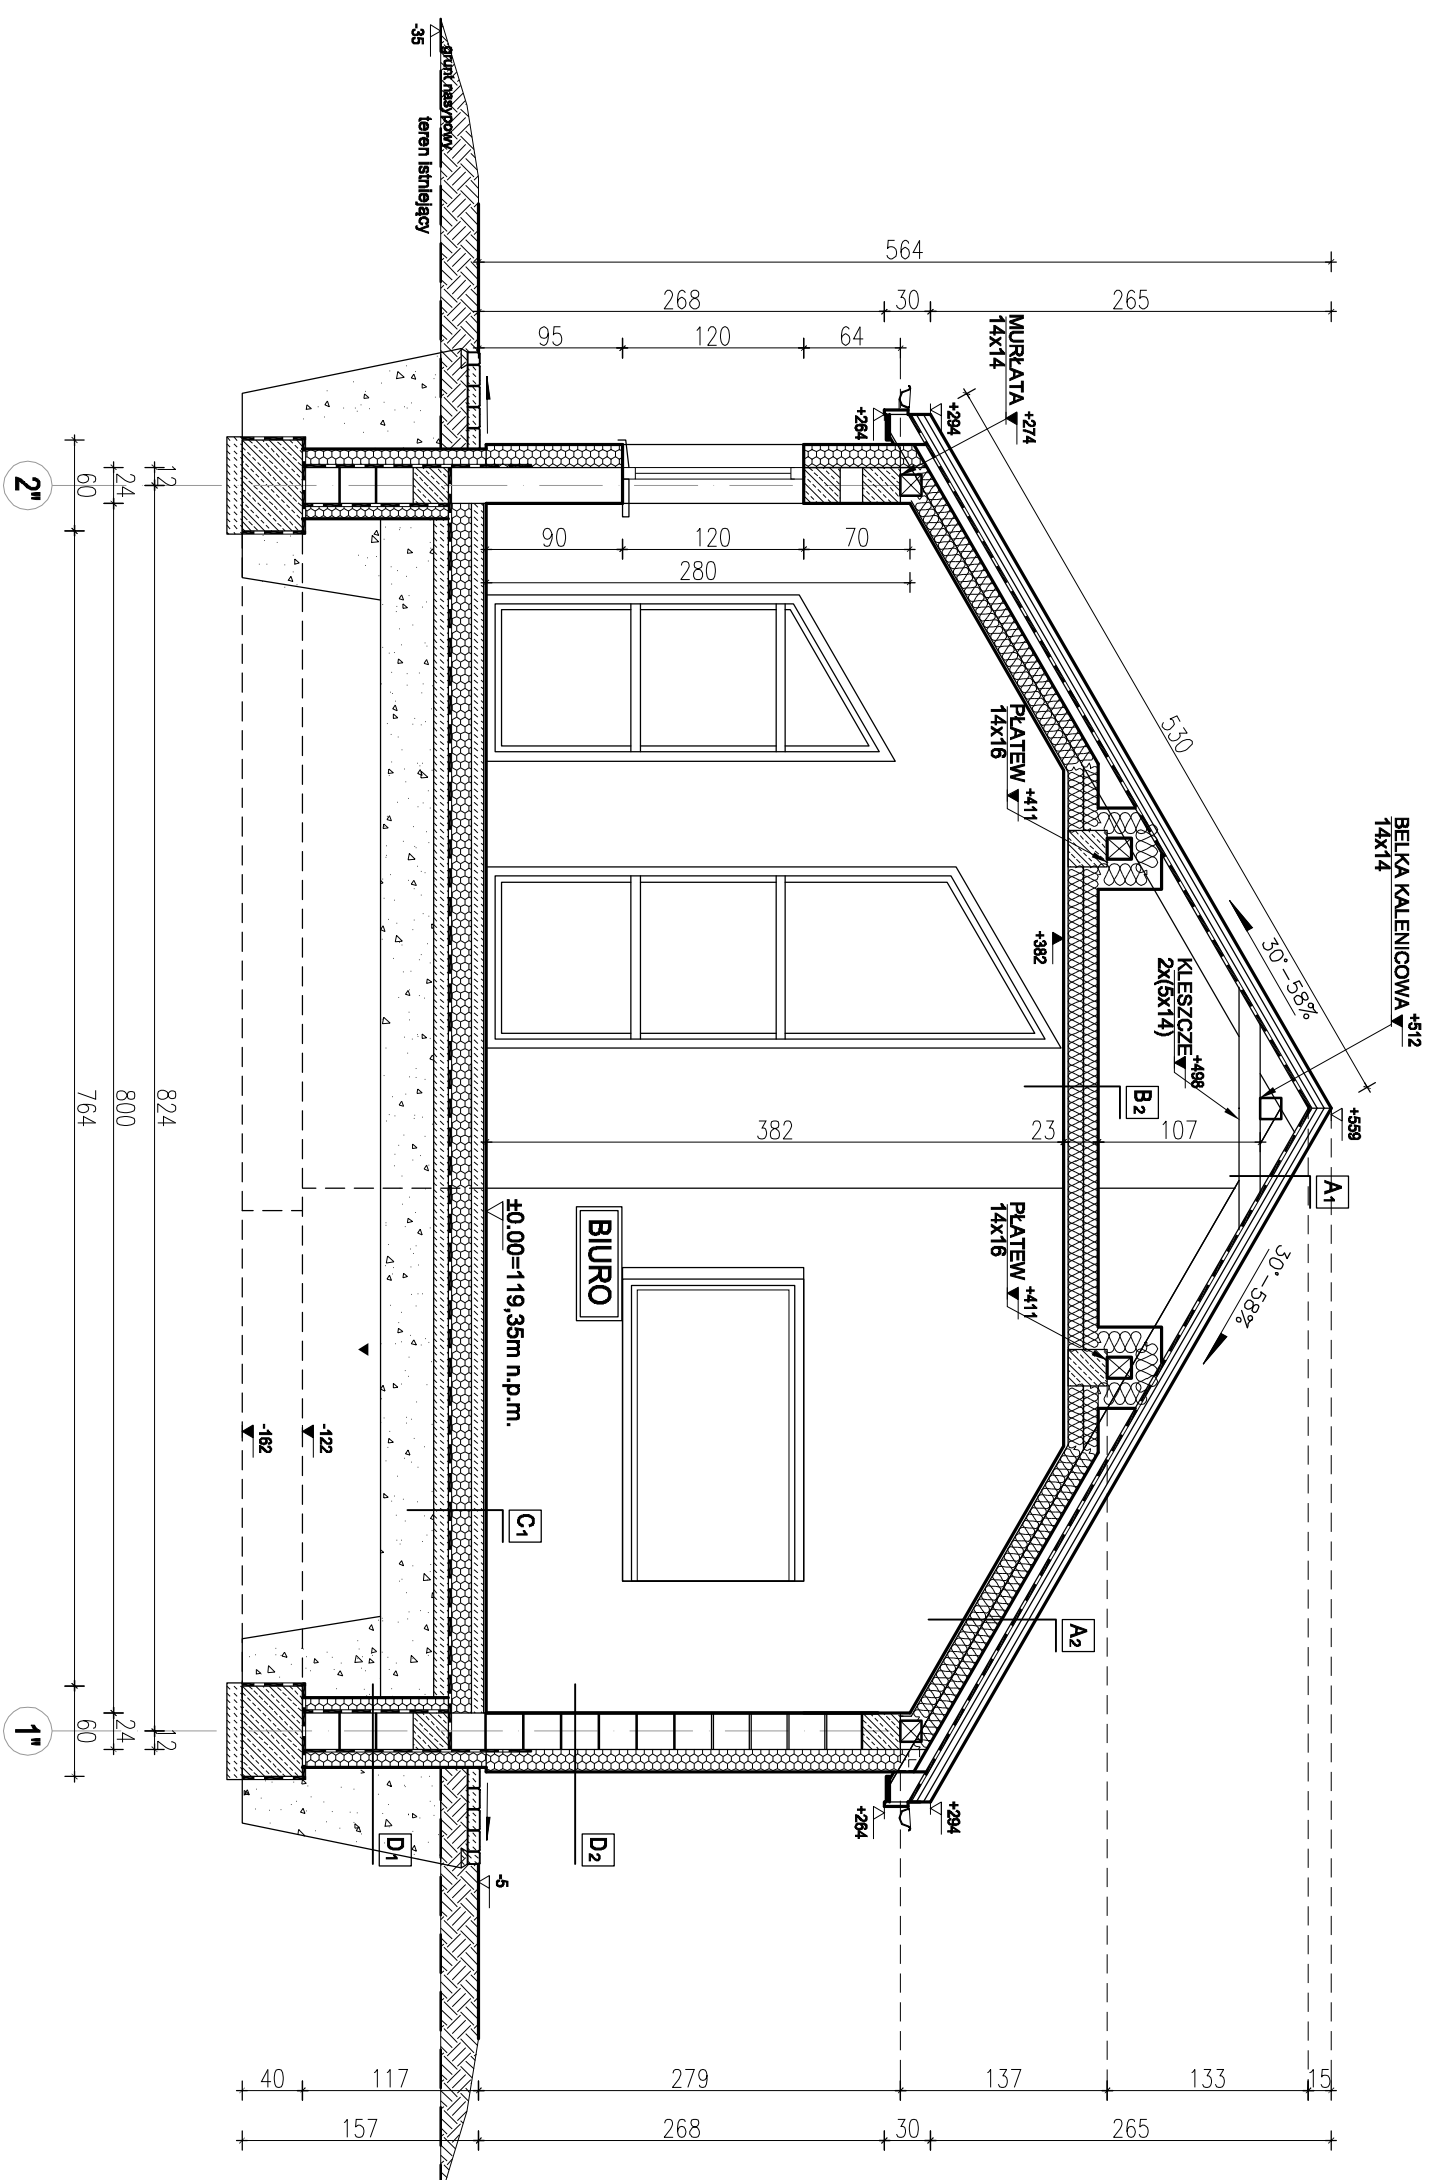 BELKA KALENICOWA
14x14
+512
+559
A1
30°-58%
30°-58%
530
KLESZCZE
2x(5x14)
+498
107
B2
23
382
+382
PŁATEW
14x16
+411
PŁATEW
14x16
+411
A2
MURŁATA
14x14
+274
+294
+264
+294
+264
564
265
30
268
64
120
95
70
120
90
280
BIURO
±0.00=119,35m n.p.m.
C1
D2
D1
-5
-35
grunt nasypowy
teren istniejący
-122
-162
15
133
137
279
117
40
265
30
268
157
12
824
12
24
800
24
60
764
60
2"
1"